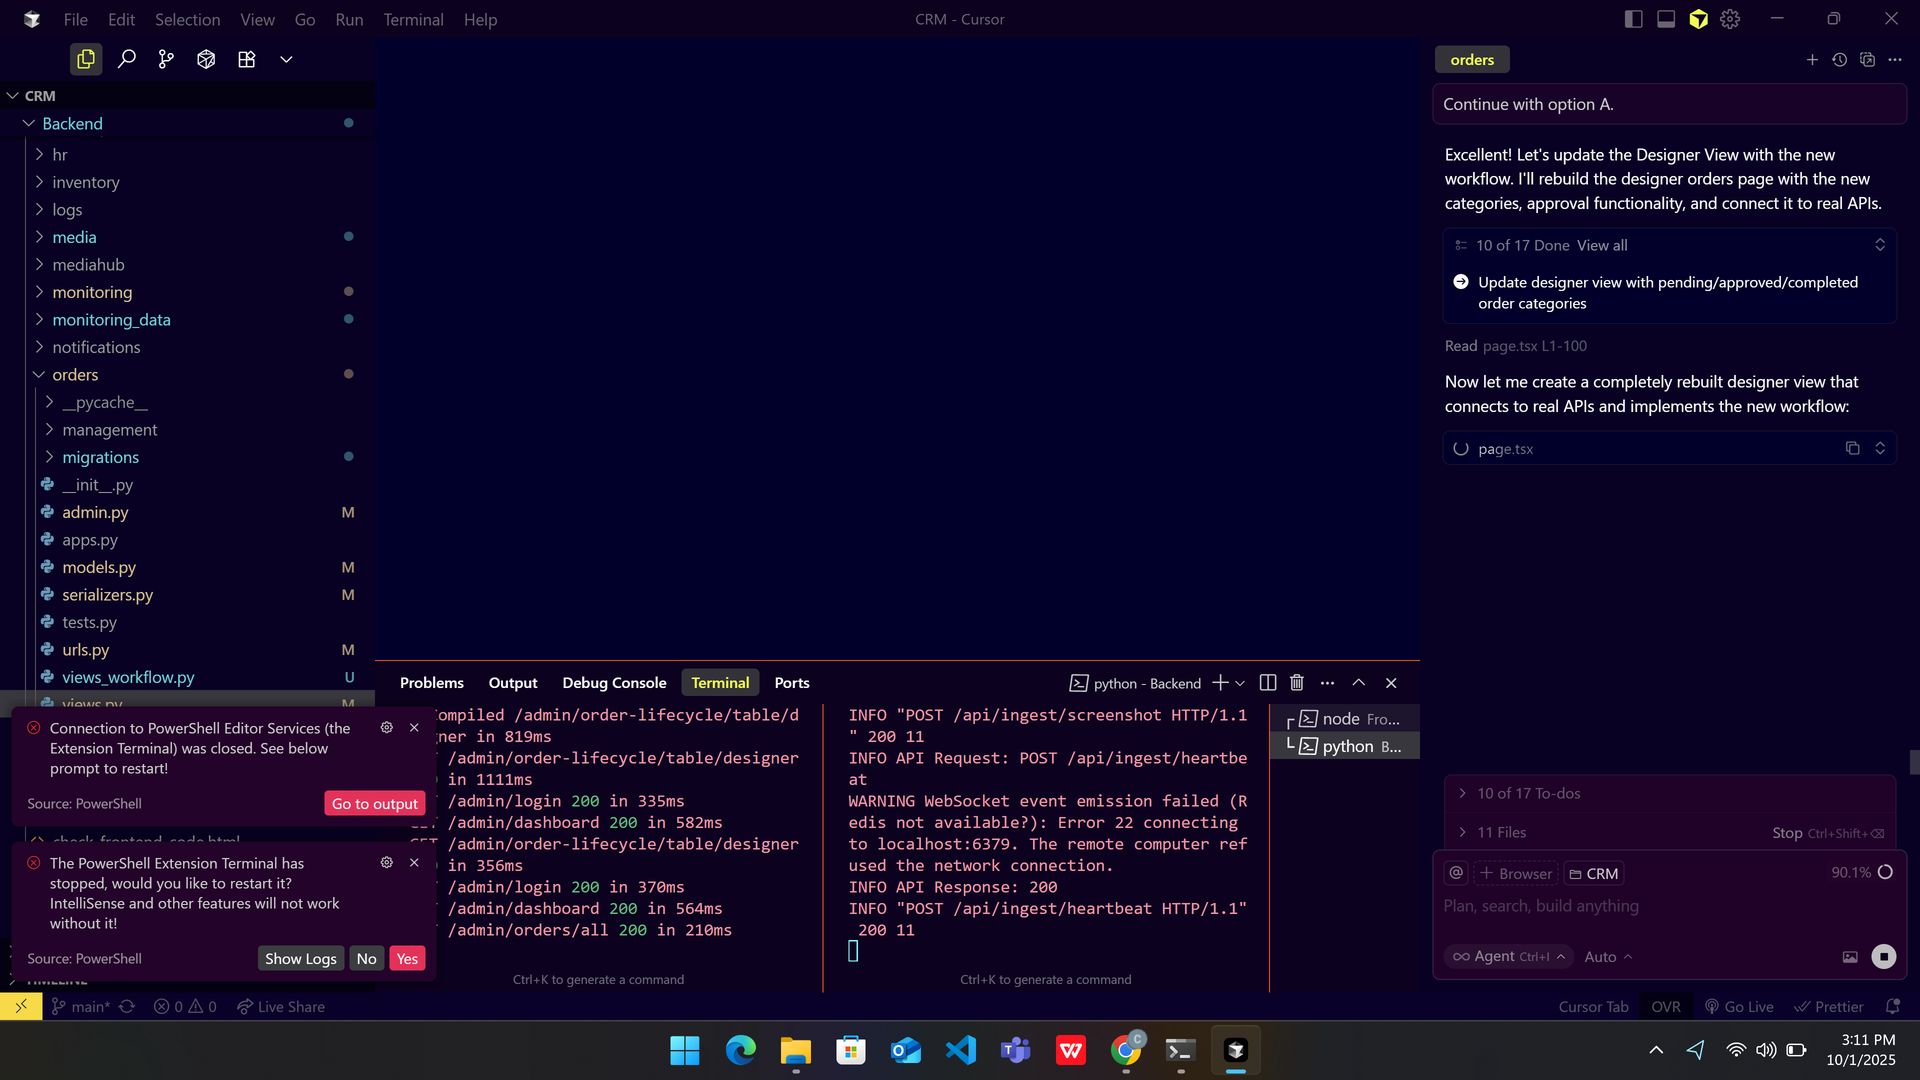 File Edit Selection View Go Run Terminal Help
CRM - Cursor
CRM
Backend
hr
inventory
logs
media
mediahub
monitoring
monitoring_data
notifications
orders
__pycache__
management
migrations
__init__.py
admin.py M
apps.py
models.py M
serializers.py M
tests.py
urls.py M
views_workflow.py U
views.py M
Connection to PowerShell Editor Services (the
Extension Terminal) was closed. See below
prompt to restart!
Source: PowerShell
Go to output
check_frontend_code.html
The PowerShell Extension Terminal has
stopped, would you like to restart it?
IntelliSense and other features will not work
without it!
Source: PowerShell
Show Logs No Yes
TIMELINE
Problems Output Debug Console Terminal Ports
python - Backend
ompiled /admin/order-lifecycle/table/d
gner in 819ms
/admin/order-lifecycle/table/designer
in 1111ms
/admin/login 200 in 335ms
/admin/dashboard 200 in 582ms
/admin/order-lifecycle/table/designer
in 356ms
/admin/login 200 in 370ms
/admin/dashboard 200 in 564ms
/admin/orders/all 200 in 210ms
Ctrl+K to generate a command
INFO "POST /api/ingest/screenshot HTTP/1.1
" 200 11
INFO API Request: POST /api/ingest/heartbe
at
WARNING WebSocket event emission failed (R
edis not available?): Error 22 connecting
to localhost:6379. The remote computer ref
used the network connection.
INFO API Response: 200
INFO "POST /api/ingest/heartbeat HTTP/1.1"
200 11
Ctrl+K to generate a command
node Fro...
python B...
orders
Continue with option A.
Excellent! Let's update the Designer View with the new
workflow. I'll rebuild the designer orders page with the new
categories, approval functionality, and connect it to real APIs.
10 of 17 Done View all
Update designer view with pending/approved/completed
order categories
Read page.tsx L1-100
Now let me create a completely rebuilt designer view that
connects to real APIs and implements the new workflow:
page.tsx
10 of 17 To-dos
11 Files
Stop Ctrl+Shift+⌫
@ Browser CRM 90.1%
Plan, search, build anything
Agent Ctrl+I Auto
main* 0 0 Live Share
Cursor Tab OVR Go Live Prettier
3:11 PM
10/1/2025